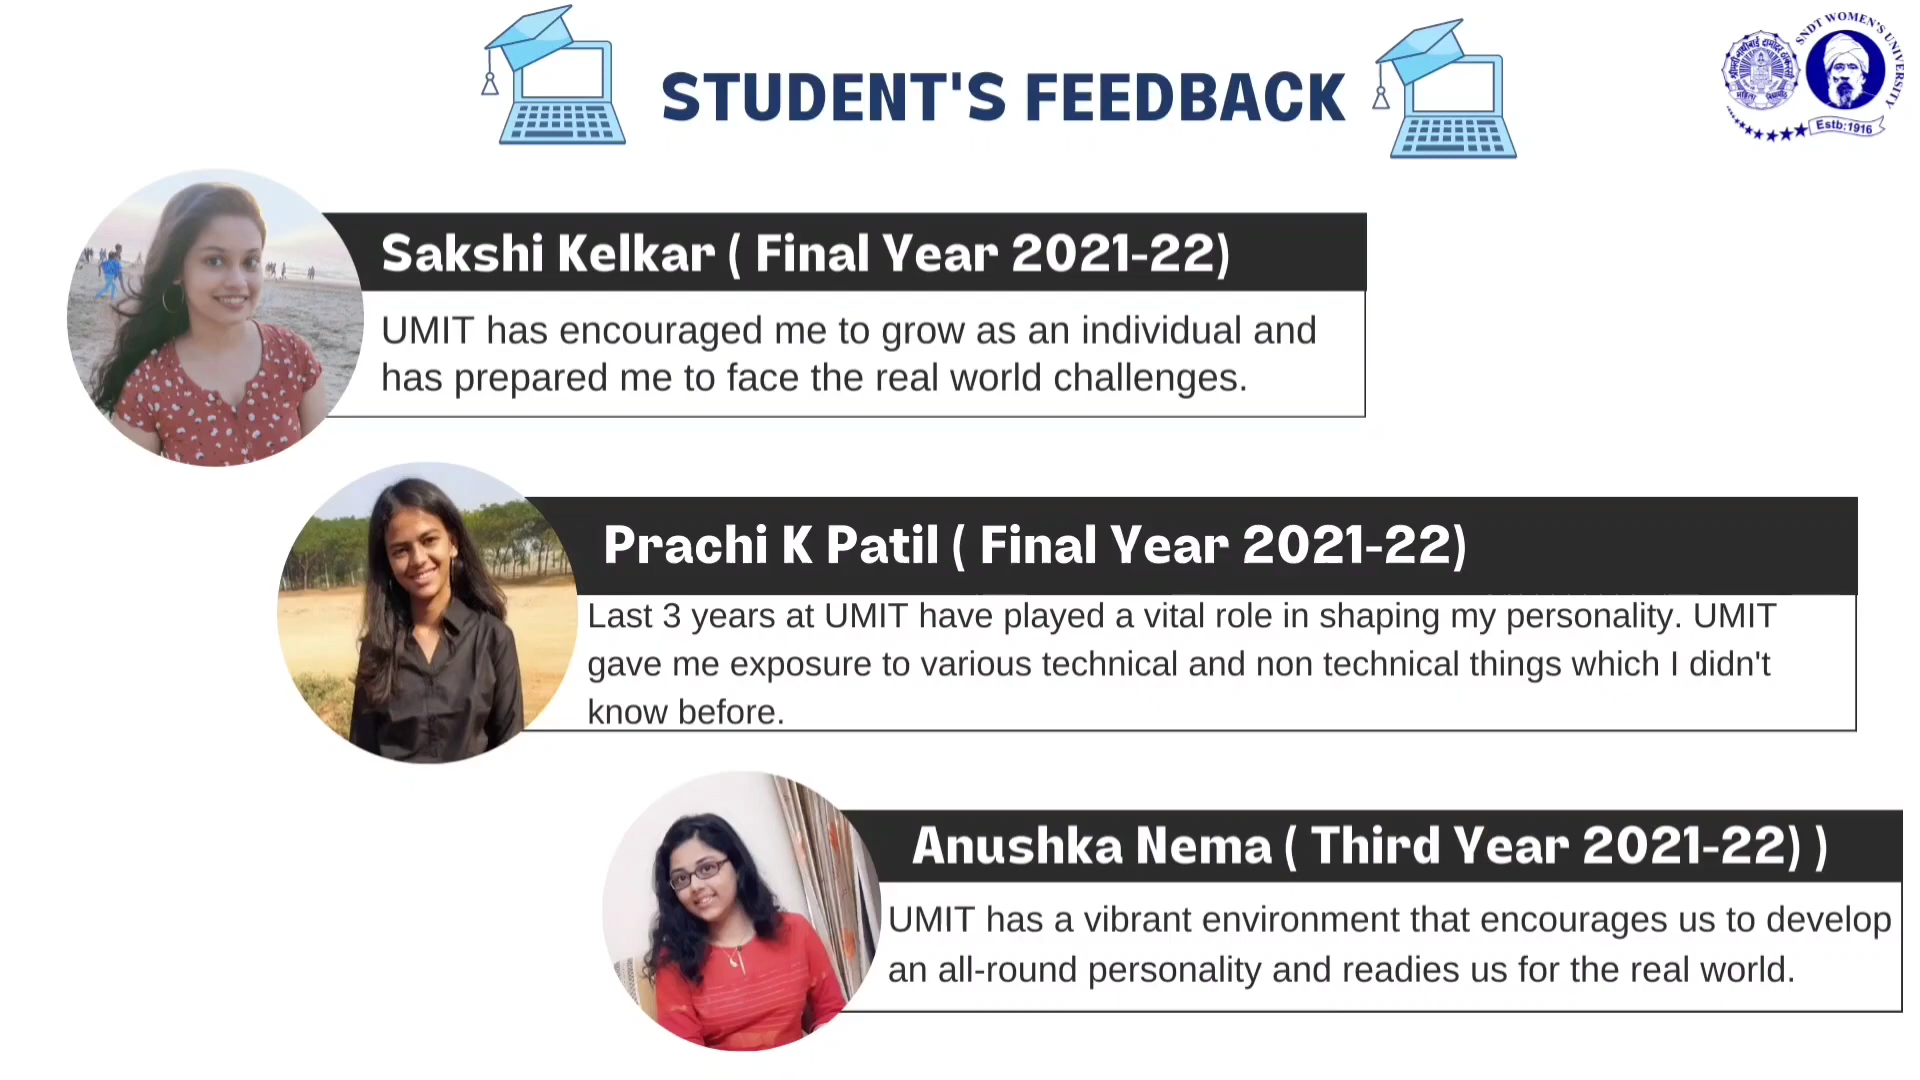 STUDENT'S FEEDBACK
SNDT WOMEN'S UNIVERSITY
Estb:1916
Sakshi Kelkar ( Final Year 2021-22)
UMIT has encouraged me to grow as an individual and
has prepared me to face the real world challenges.
Prachi K Patil ( Final Year 2021-22)
Last 3 years at UMIT have played a vital role in shaping my personality. UMIT
gave me exposure to various technical and non technical things which I didn't
know before.
Anushka Nema ( Third Year 2021-22) )
UMIT has a vibrant environment that encourages us to develop
an all-round personality and readies us for the real world.